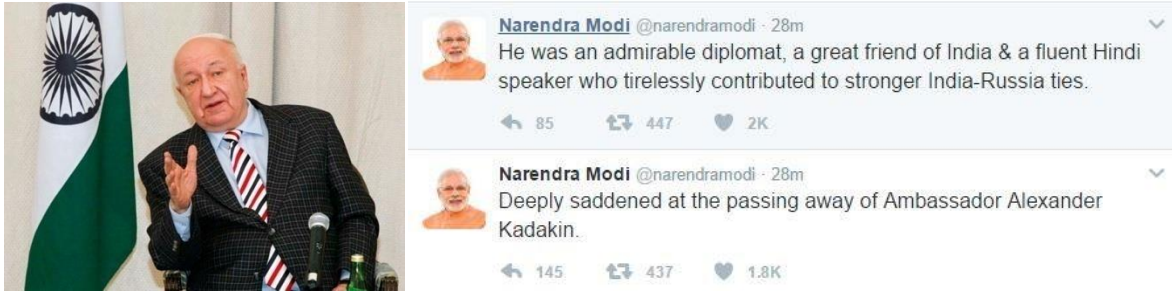 Narendra Modi @narendramodi · 28m
He was an admirable diplomat, a great friend of India & a fluent Hindi
speaker who tirelessly contributed to stronger India-Russia ties.
85 447 2K
Narendra Modi @narendramodi · 28m
Deeply saddened at the passing away of Ambassador Alexander
Kadakin.
145 437 1.8K